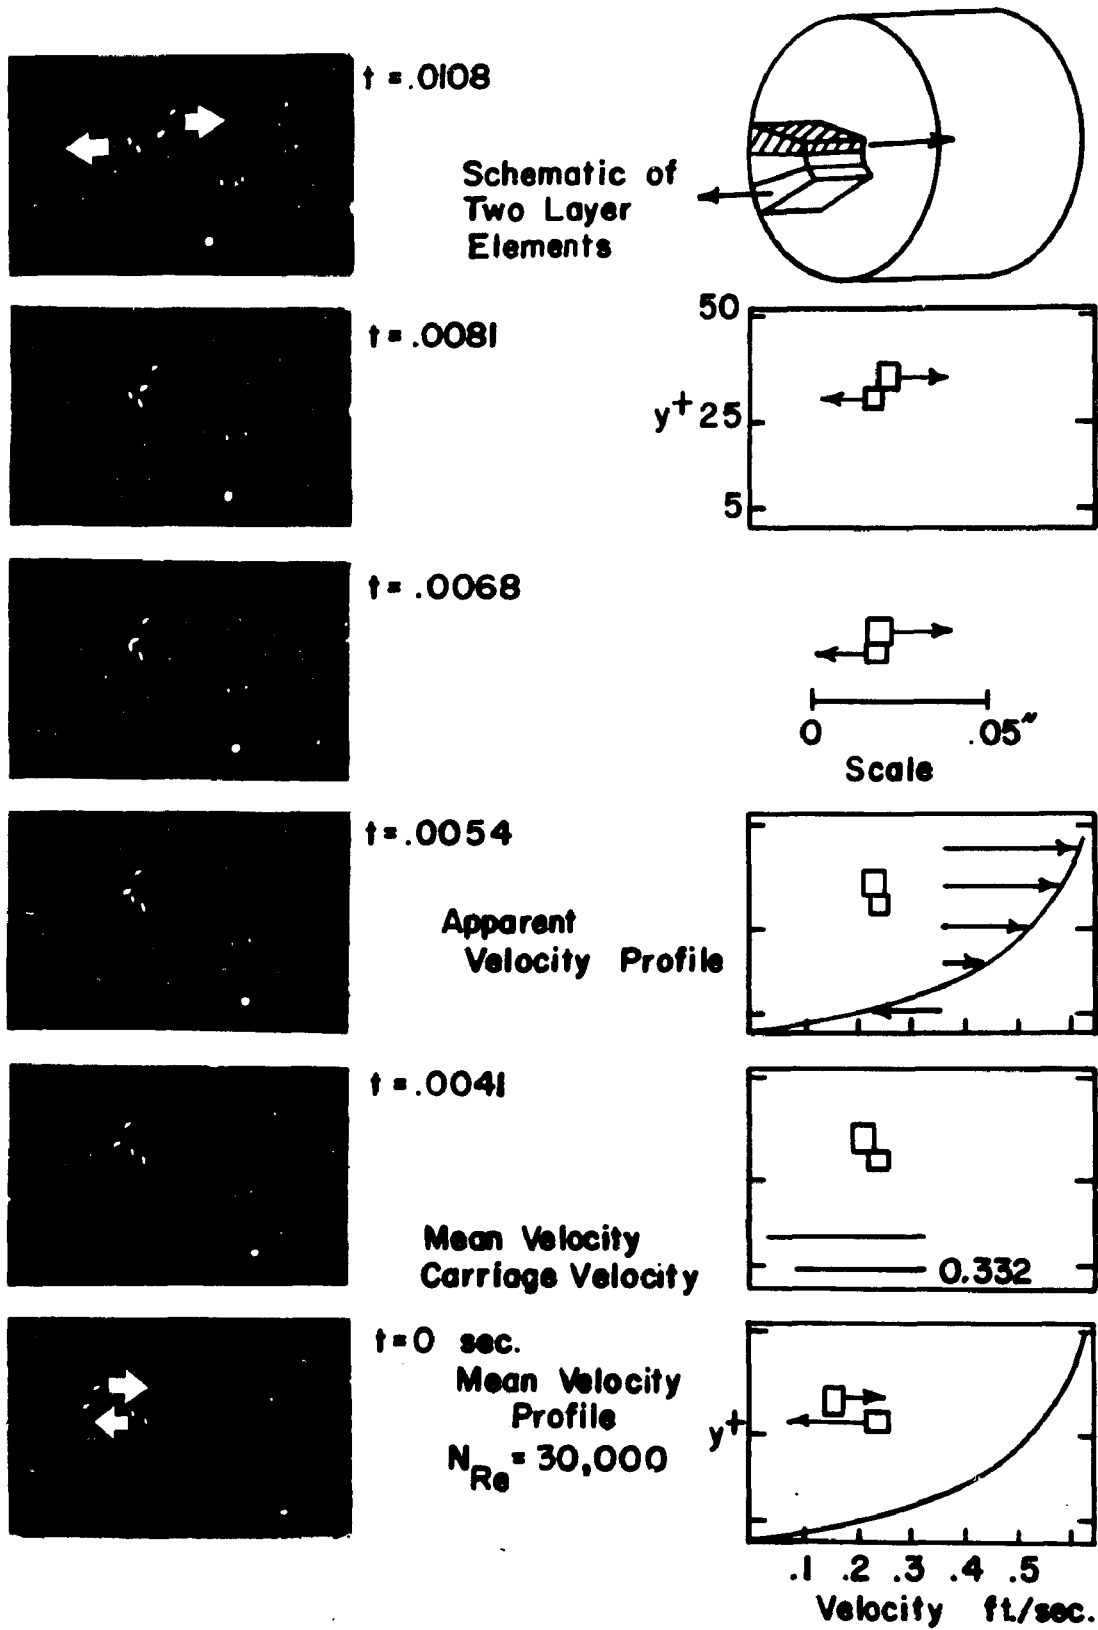 t = .0108
Schematic of
Two Layer
Elements
t = .0081
50
y+ 25
5
t = .0068
0 .05"
Scale
t = .0054
Apparent
Velocity Profile
t = .0041
Mean Velocity
Carriage Velocity 0.332
t = 0 sec.
Mean Velocity
Profile
N Re = 30,000
y+
.1 .2 .3 .4 .5
Velocity ft./sec.